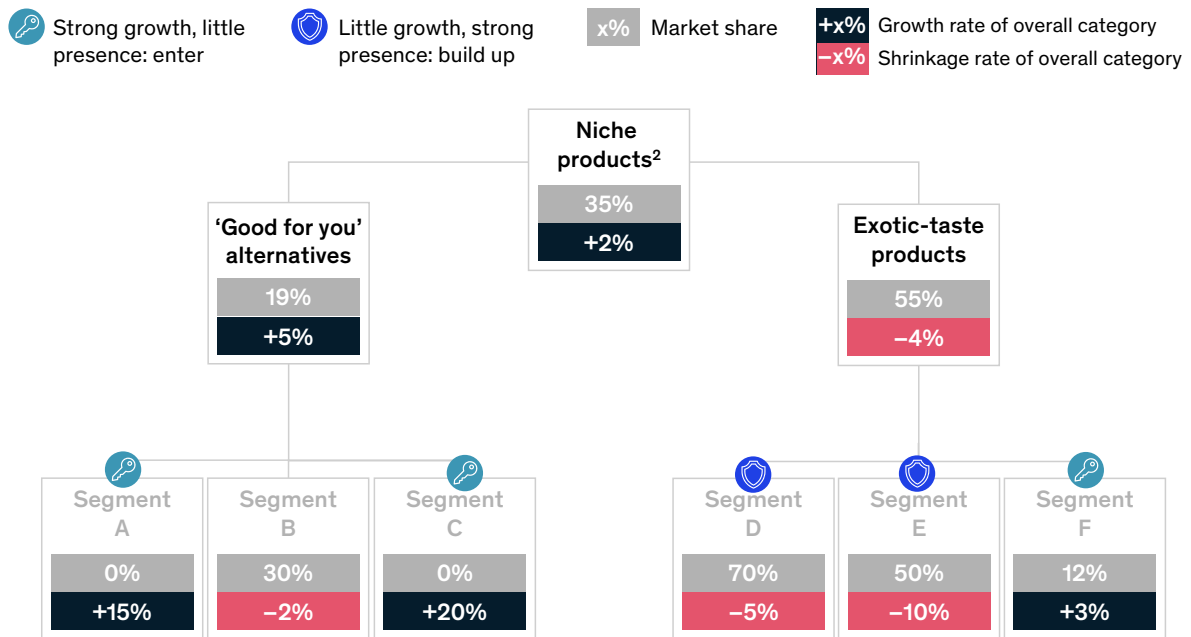 Strong growth, little
presence: enter
Little growth, strong
presence: build up
x%
Market share
+x%
Growth rate of overall category
−x%
Shrinkage rate of overall category
Niche
products²
35%
+2%
‘Good for you’
alternatives
19%
+5%
Exotic-taste
products
55%
−4%
Segment
A
0%
+15%
Segment
B
30%
−2%
Segment
C
0%
+20%
Segment
D
70%
−5%
Segment
E
50%
−10%
Segment
F
12%
+3%